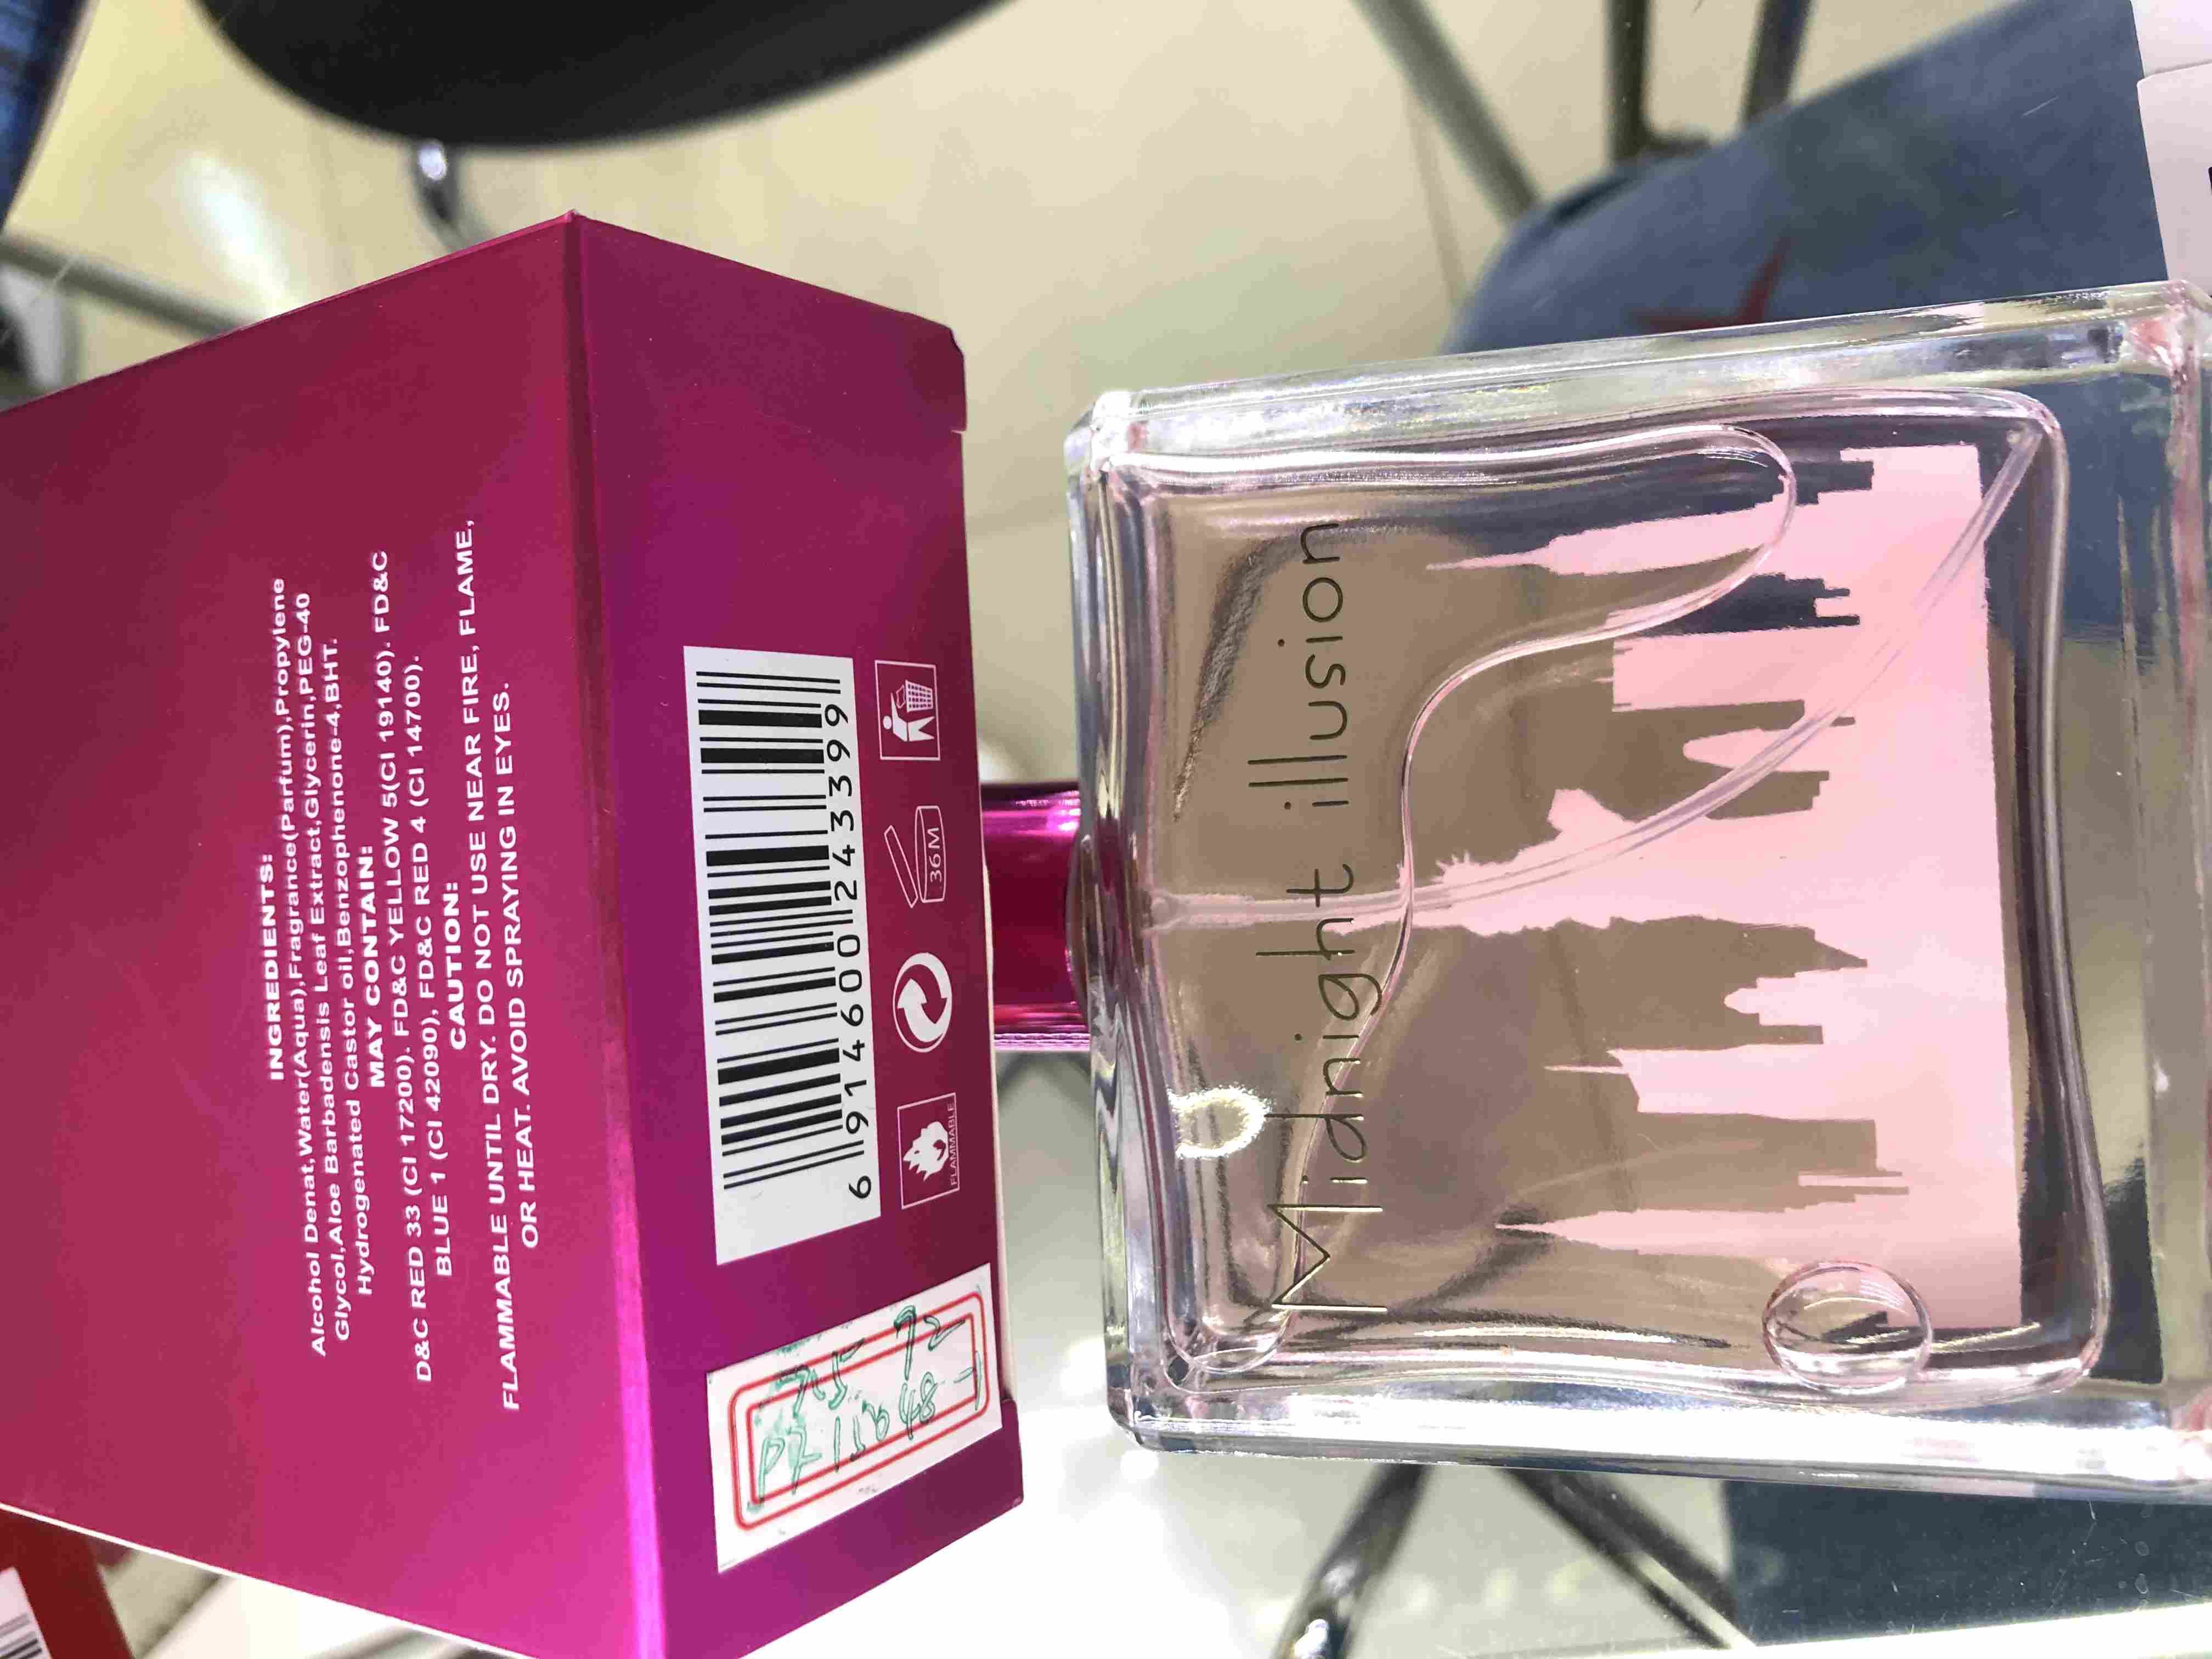 INGREDIENTS:
Alcohol Denat,Water(Aqua),Fragrance(Parfum),Propylene
Glycol,Aloe Barbadensis Leaf Extract,Glycerin,PEG-40
Hydrogenated Castor oil,Benzophenone-4,BHT.
MAY CONTAIN:
D&C RED 33 (CI 17200). FD&C YELLOW 5(CI 19140). FD&C
BLUE 1 (CI 42090), FD&C RED 4 (CI 14700).
CAUTION:
FLAMMABLE UNTIL DRY. DO NOT USE NEAR FIRE, FLAME,
OR HEAT. AVOID SPRAYING IN EYES.
6 914600 243399
FLAMMABLE
36M
Midnight illusion